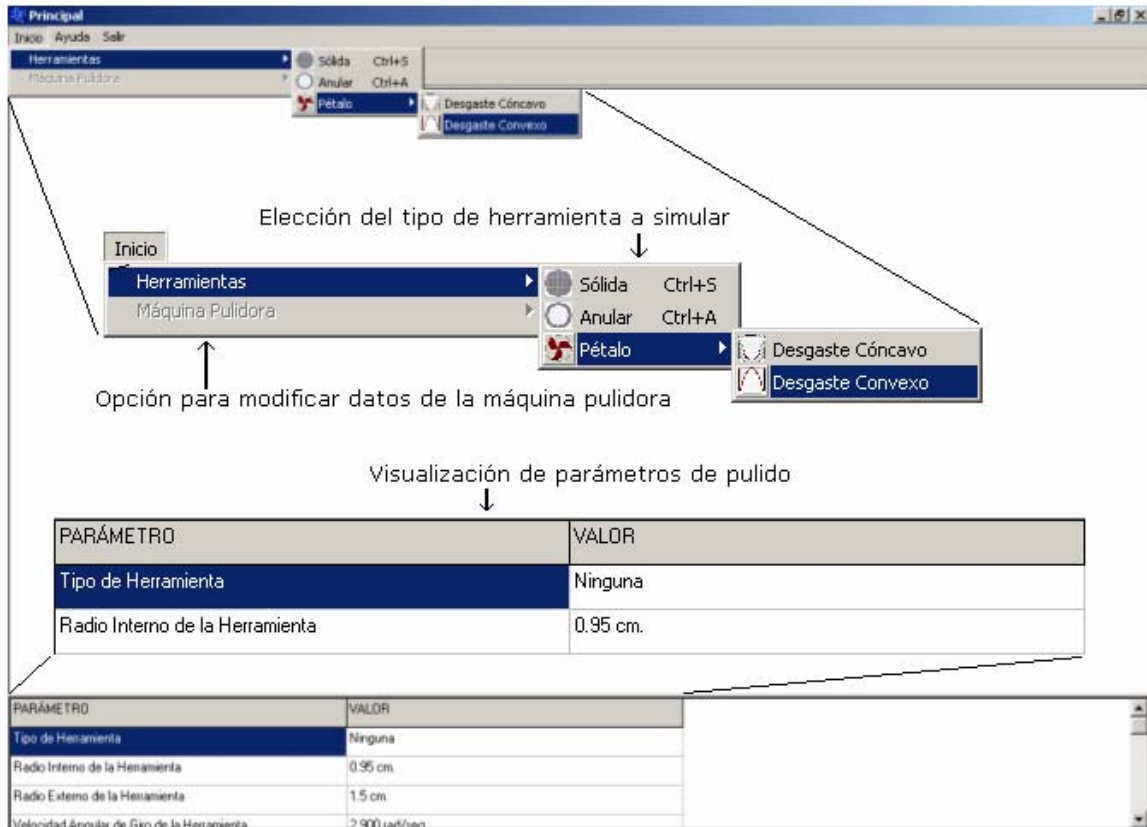 Principal
Inicio Ayuda Salir
Herramientas
Máquina Pulidora
Sólida Ctrl+S
Anular Ctrl+A
Pétalo
Desgaste Cóncavo
Desgaste Convexo
Elección del tipo de herramienta a simular
Inicio
Herramientas
Máquina Pulidora
Sólida Ctrl+S
Anular Ctrl+A
Pétalo
Desgaste Cóncavo
Desgaste Convexo
Opción para modificar datos de la máquina pulidora
Visualización de parámetros de pulido
PARÁMETRO VALOR
Tipo de Herramienta Ninguna
Radio Interno de la Herramienta 0.95 cm.
PARÁMETRO VALOR
Tipo de Herramienta Ninguna
Radio Interno de la Herramienta 0.95 cm.
Radio Externo de la Herramienta 1.5 cm.
Velocidad Angular de Giro de la Herramienta 2.900 rad/seg